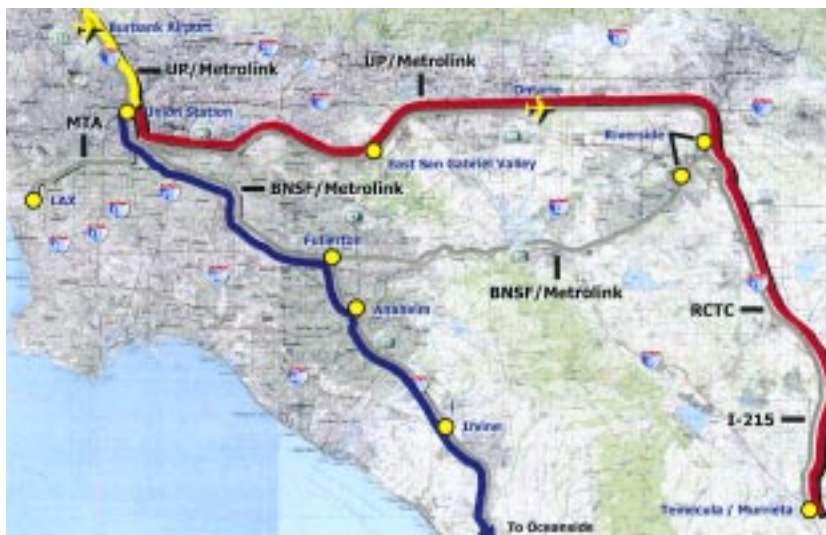 Burbank Airport
UP/Metrolink
UP/Metrolink
Ontario
Union Station
MTA
Riverside
East San Gabriel Valley
BNSF/Metrolink
LAX
Fullerton
BNSF/Metrolink
Anaheim
RCTC
I-215
Irvine
Temecula / Murrieta
To Oceanside